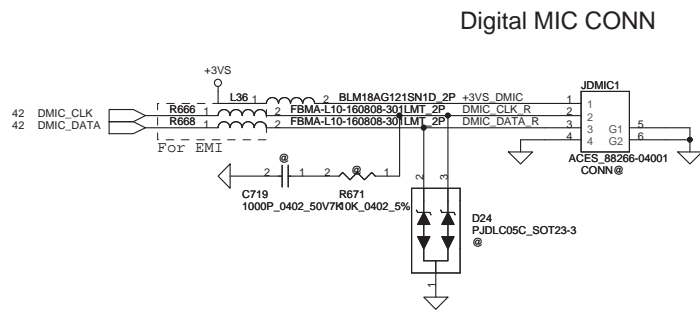 Digital MIC CONN
+3VS
L36 1 2 BLM18AG121SN1D_2P +3VS_DMIC 1
42 DMIC_CLK R666 1 2 FBMA-L10-160808-301LMT_2P DMIC_CLK_R 2
42 DMIC_DATA R668 1 2 FBMA-L10-160808-301LMT_2P DMIC_DATA_R 3
4
For EMI
JDMIC1
1
2
3 G1 5
4 G2 6
ACES_88266-04001
CONN@
@ @
2 1 2 1
C719 R671
1000P_0402_50V7K 10K_0402_5%
2 3
D24
PJDLC05C_SOT23-3
@
1